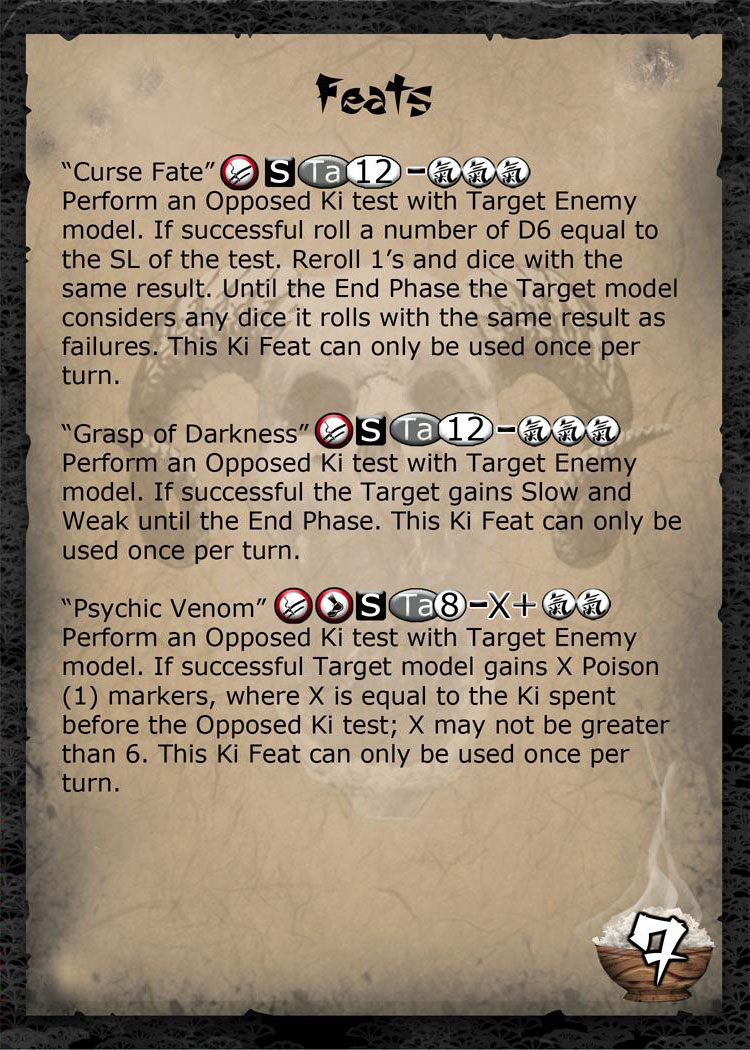 Feats
“Curse Fate” S Ta 12 -氣氣氣
Perform an Opposed Ki test with Target Enemy
model. If successful roll a number of D6 equal to
the SL of the test. Reroll 1’s and dice with the
same result. Until the End Phase the Target model
considers any dice it rolls with the same result as
failures. This Ki Feat can only be used once per
turn.
“Grasp of Darkness” S Ta 12 -氣氣氣
Perform an Opposed Ki test with Target Enemy
model. If successful the Target gains Slow and
Weak until the End Phase. This Ki Feat can only be
used once per turn.
“Psychic Venom” S Ta 8 -X+ 氣氣
Perform an Opposed Ki test with Target Enemy
model. If successful Target model gains X Poison
(1) markers, where X is equal to the Ki spent
before the Opposed Ki test; X may not be greater
than 6. This Ki Feat can only be used once per
turn.
7